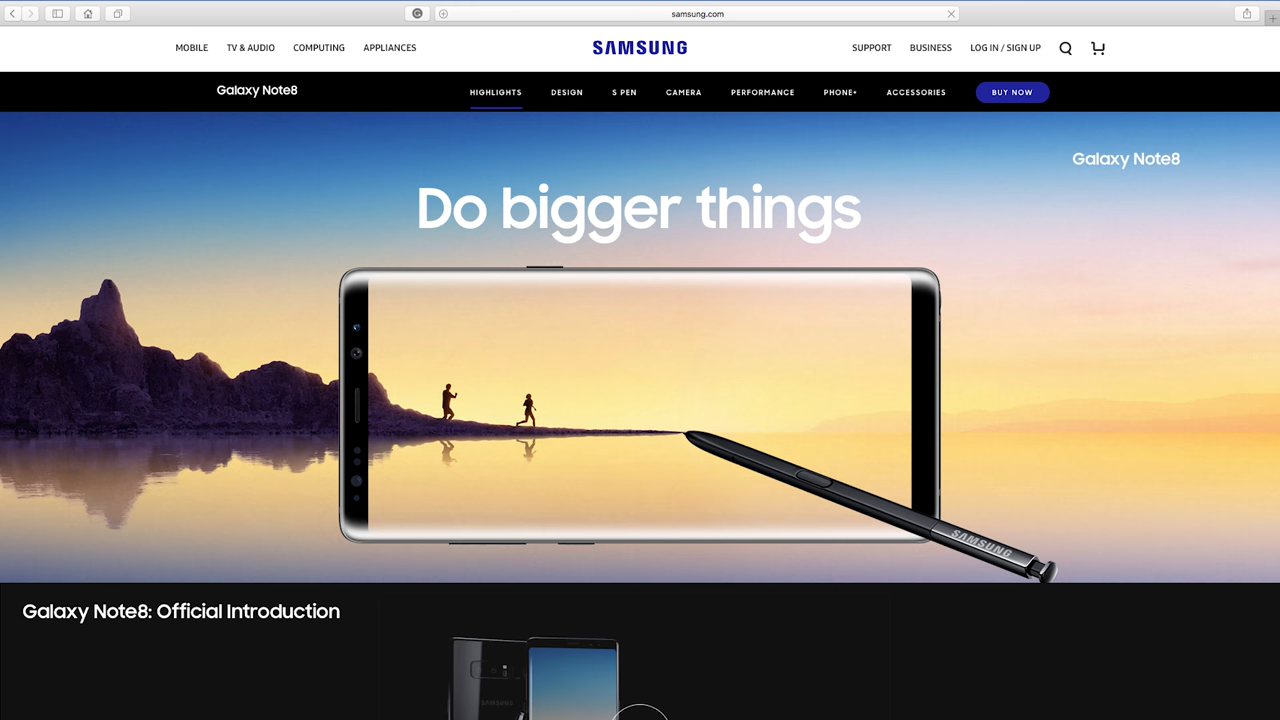 samsung.com
MOBILE TV & AUDIO COMPUTING APPLIANCES SAMSUNG SUPPORT BUSINESS LOG IN / SIGN UP
Galaxy Note8 HIGHLIGHTS DESIGN S PEN CAMERA PERFORMANCE PHONE+ ACCESSORIES BUY NOW
Galaxy Note8
Do bigger things
SAMSUNG
Galaxy Note8: Official Introduction
SAMSUNG